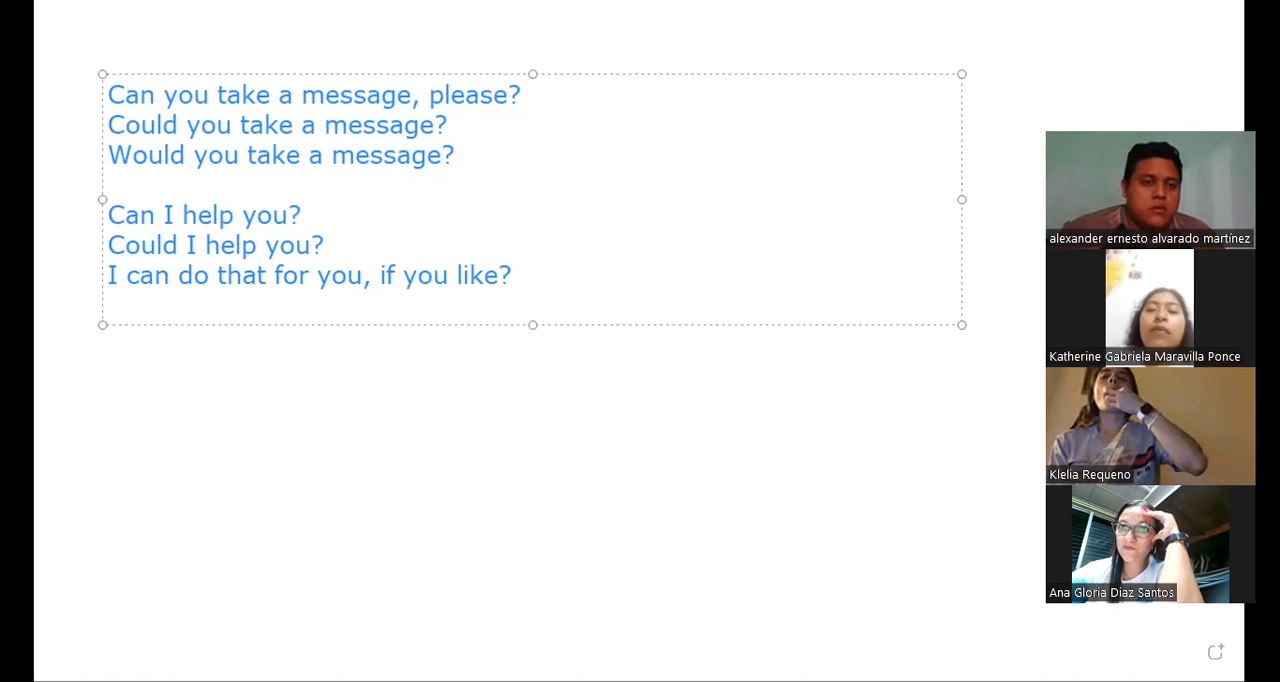 Can you take a message, please?
Could you take a message?
Would you take a message?
Can I help you?
Could I help you?
I can do that for you, if you like?
alexander ernesto alvarado martínez
Katherine Gabriela Maravilla Ponce
Klelia Requeno
Ana Gloria Diaz Santos